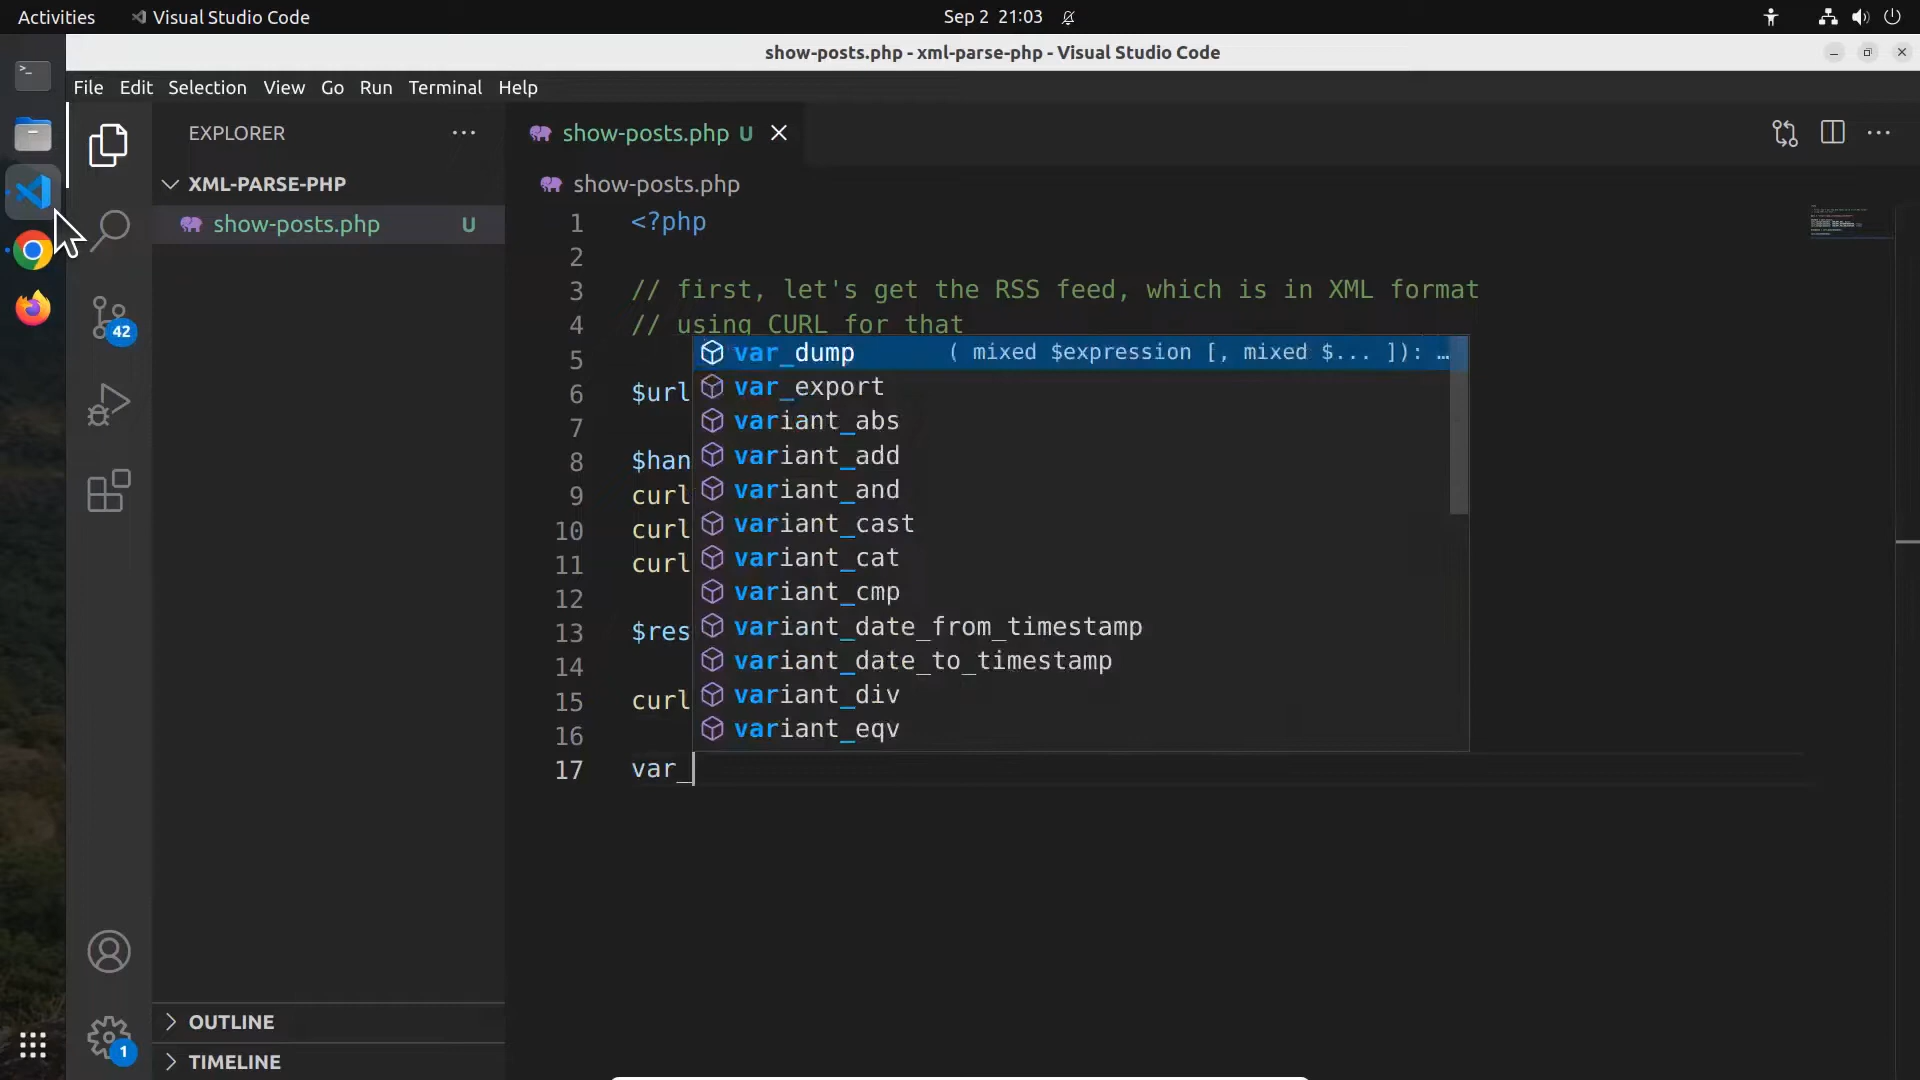 Activities
Visual Studio Code
Sep 2 21:03
show-posts.php - xml-parse-php - Visual Studio Code
File Edit Selection View Go Run Terminal Help
EXPLORER
XML-PARSE-PHP
show-posts.php U
42
1
OUTLINE
TIMELINE
show-posts.php U
show-posts.php
1 <?php
2
3 // first, let's get the RSS feed, which is in XML format
4 // using CURL for that
5
6 $url
7
8 $han
9 curl
10 curl
11 curl
12
13 $res
14
15 curl
16
17 var_
var_dump ( mixed $expression [, mixed $... ]): …
var_export
variant_abs
variant_add
variant_and
variant_cast
variant_cat
variant_cmp
variant_date_from_timestamp
variant_date_to_timestamp
variant_div
variant_eqv